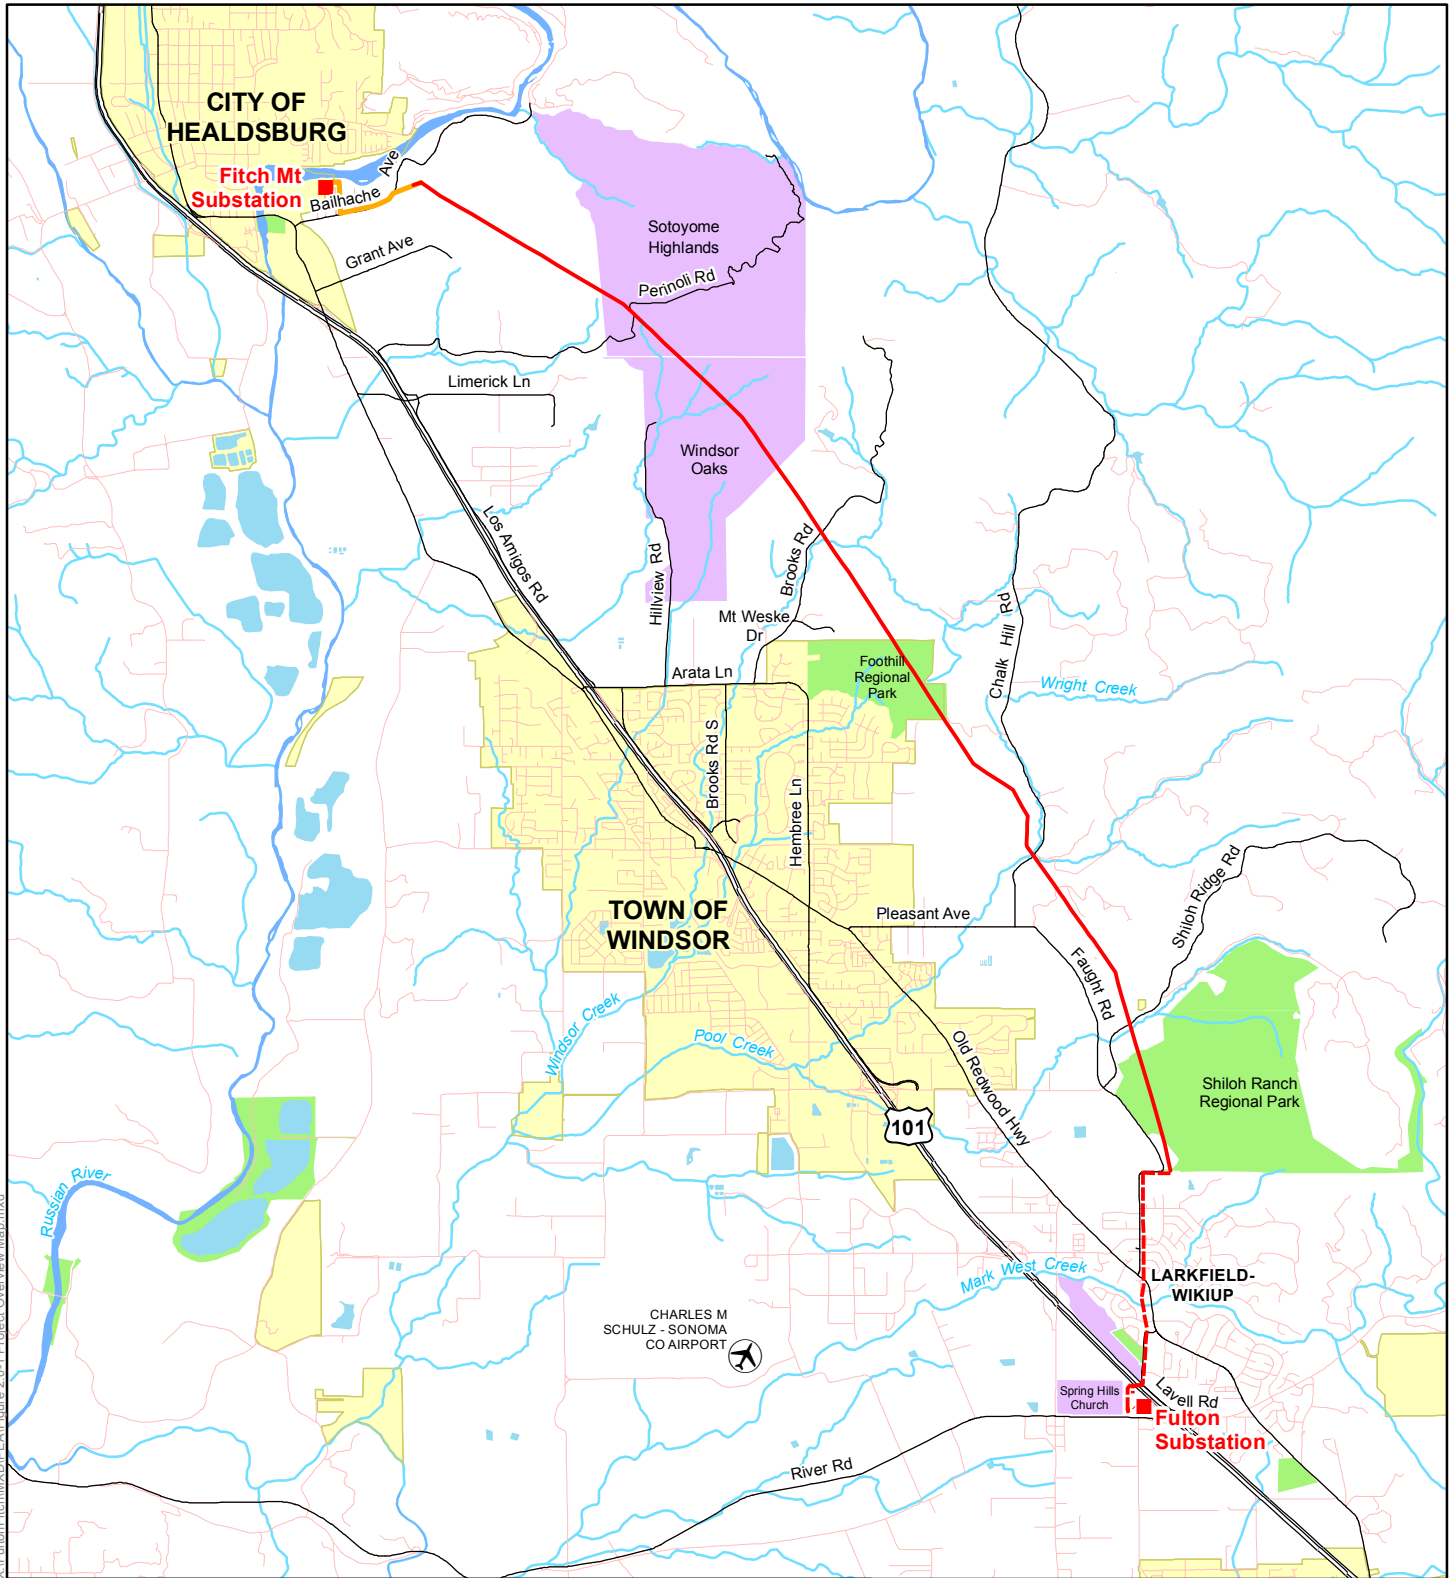 CITY OF
HEALDSBURG
Fitch Mt
Substation
Bailhache
Ave
Grant Ave
Sotoyome
Highlands
Perinoli Rd
Limerick Ln
Windsor
Oaks
Los Amigos Rd
Hillview Rd
Brooks Rd
Mt Weske
Dr
Chalk Hill Rd
Foothill
Regional
Park
Arata Ln
Wright Creek
Brooks Rd S
Hembree Ln
Shiloh Ridge Rd
TOWN OF
WINDSOR
Pleasant Ave
Faught Rd
Windsor Creek
Pool Creek
Old Redwood Hwy
Shiloh Ranch
Regional Park
101
Russian River
Mark West Creek
LARKFIELD-
WIKIUP
CHARLES M
SCHULZ - SONOMA
CO AIRPORT
Spring Hills
Church
Lavell Rd
Fulton
Substation
River Rd